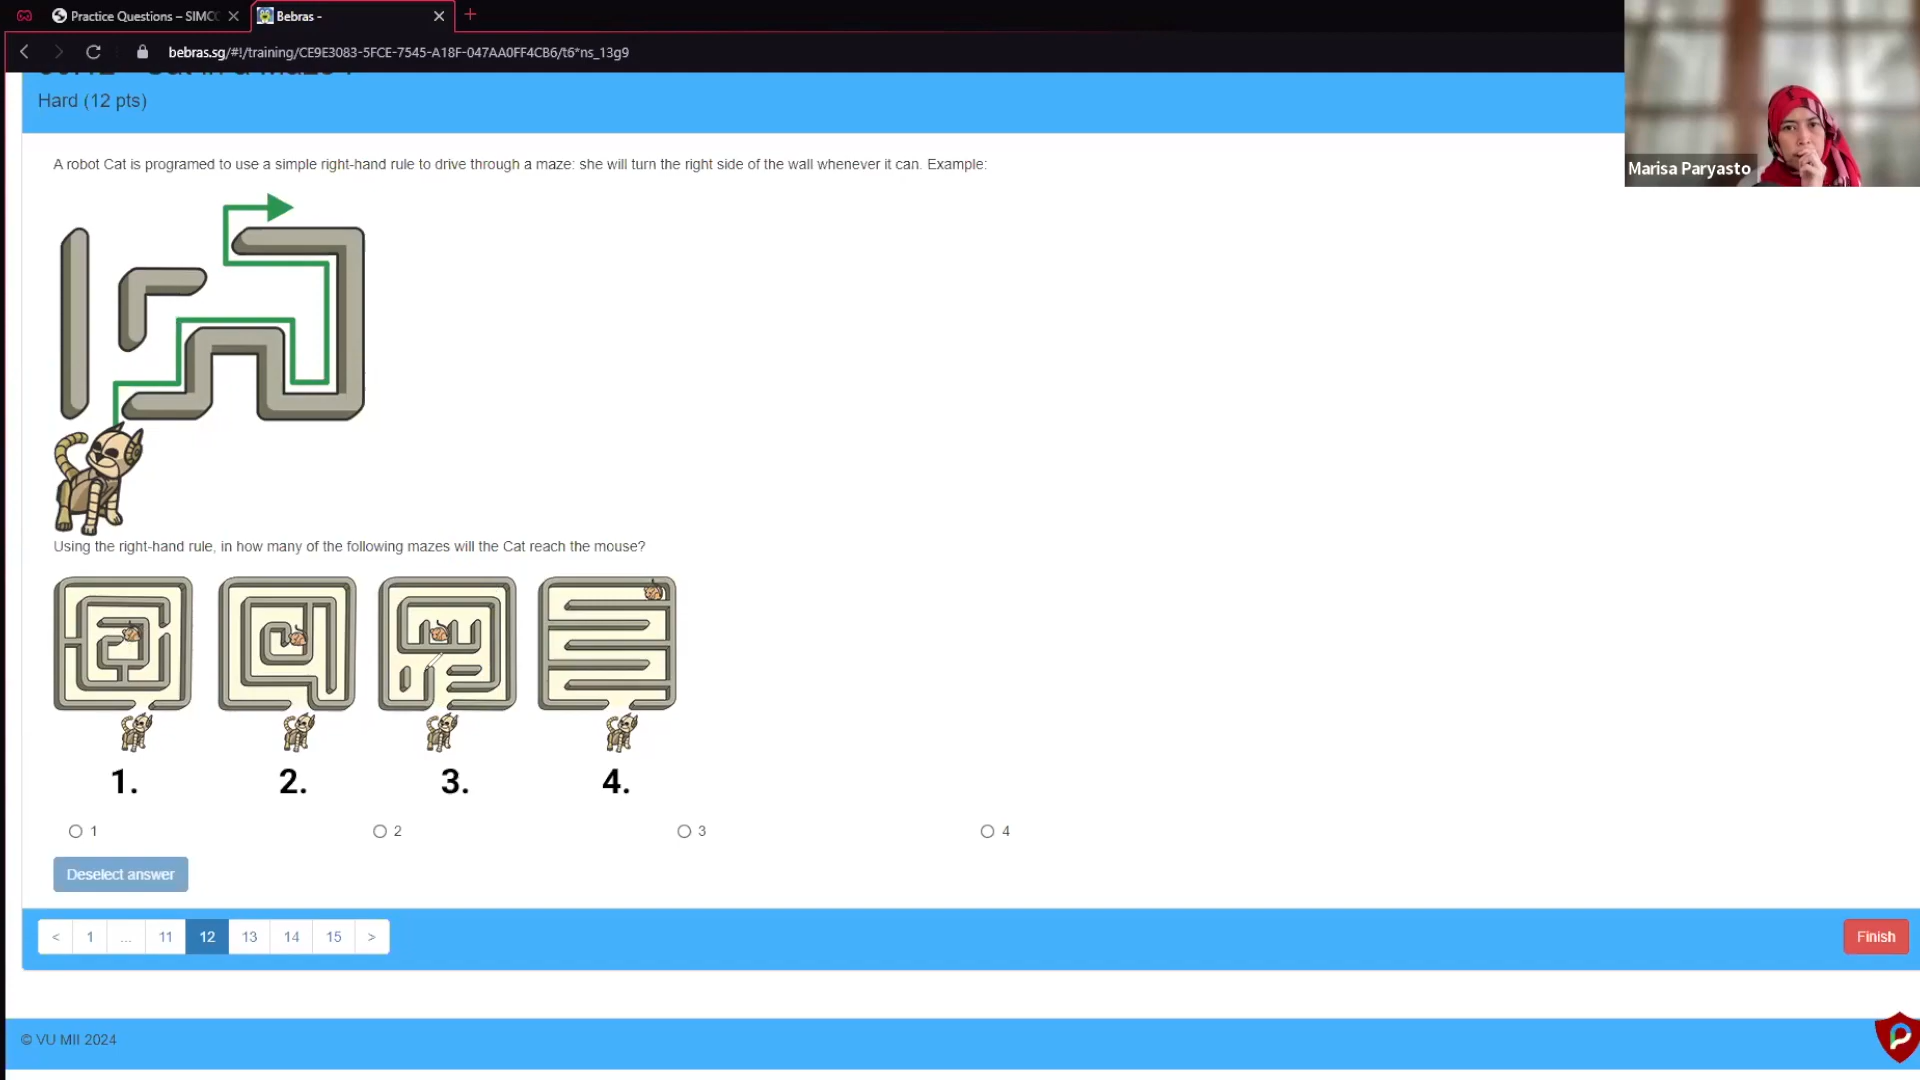 Practice Questions – SIMCC
Bebras -
bebras.sg/#!/training/CE9E3083-5FCE-7545-A18F-047AA0FF4CB6/t6*ns_13g9
Hard (12 pts)
Marisa Paryasto
A robot Cat is programed to use a simple right-hand rule to drive through a maze: she will turn the right side of the wall whenever it can. Example:
Using the right-hand rule, in how many of the following mazes will the Cat reach the mouse?
1. 2. 3. 4.
1 2 3 4
Deselect answer
< 1 ... 11 12 13 14 15 >
Finish
© VU MII 2024